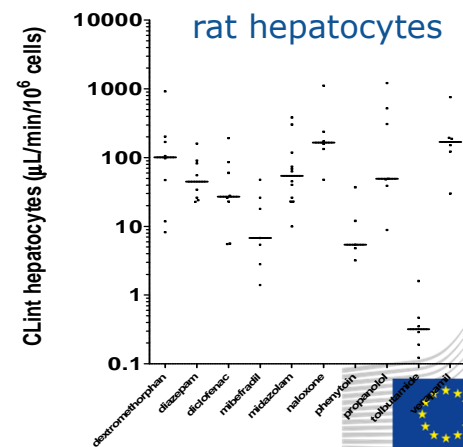 rat hepatocytes
CLint hepatocytes (µL/min/10⁶ cells)
10000
1000
100
10
1
0.1
dextromethorphan
diazepam
diclofenac
mibefradil
midazolam
naloxone
phenytoin
propanolol
tolbutamide
verapamil